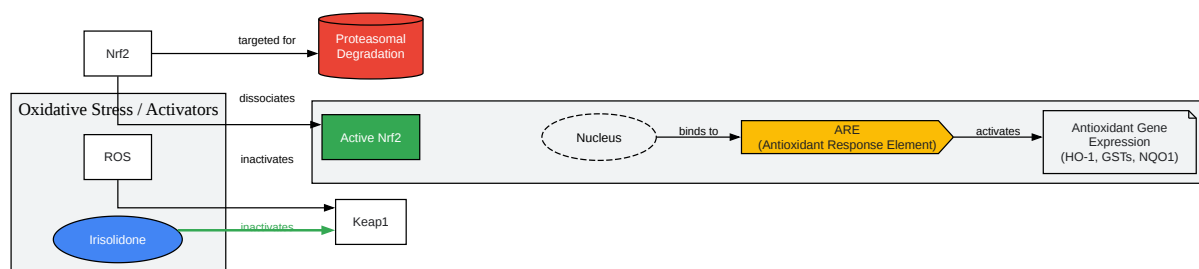 Nrf2
targeted for
Proteasomal
Degradation
Oxidative Stress / Activators
dissociates
Active Nrf2
Nucleus
binds to
ARE
(Antioxidant Response Element)
activates
Antioxidant Gene
Expression
(HO-1, GSTs, NQO1)
ROS
inactivates
Keap1
Irisolidone
inactivates